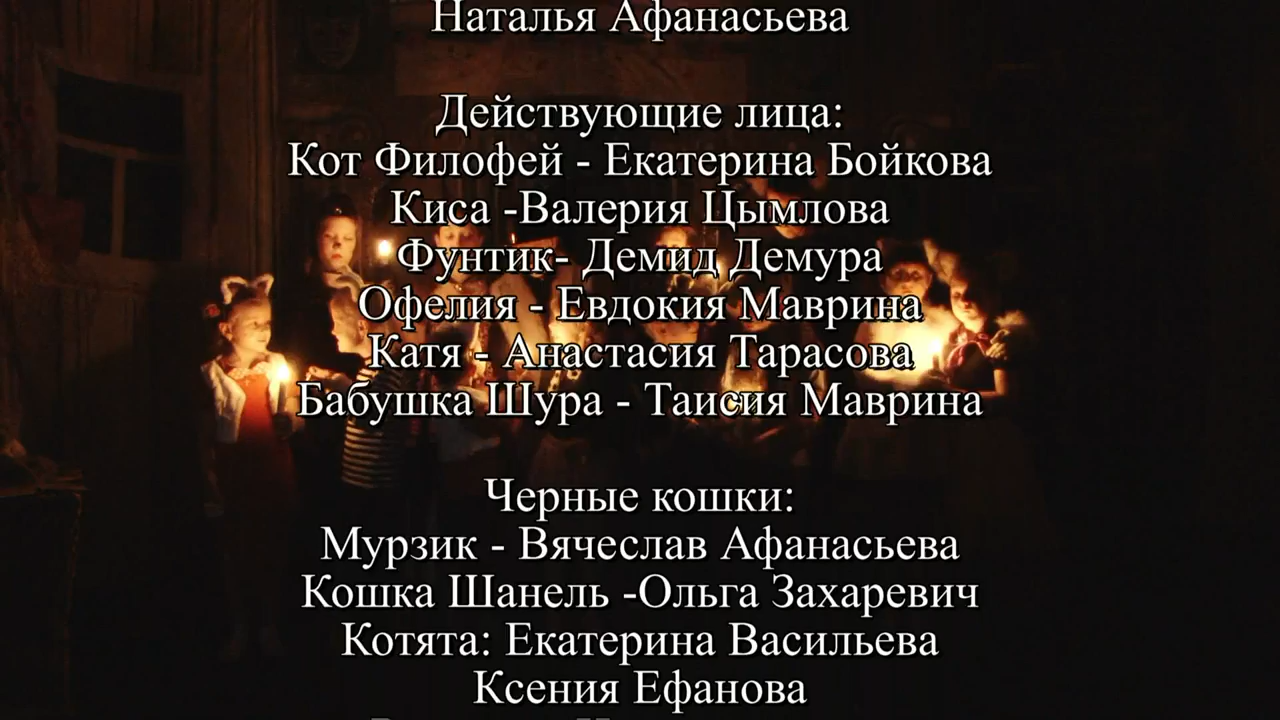 Наталья Афанасьева
Действующие лица:
Кот Филофей - Екатерина Бойкова
Киса -Валерия Цымлова
Фунтик- Демид Демура
Офелия - Евдокия Маврина
Катя - Анастасия Тарасова
Бабушка Шура - Таисия Маврина
Черные кошки:
Мурзик - Вячеслав Афанасьева
Кошка Шанель -Ольга Захаревич
Котята: Екатерина Васильева
Ксения Ефанова